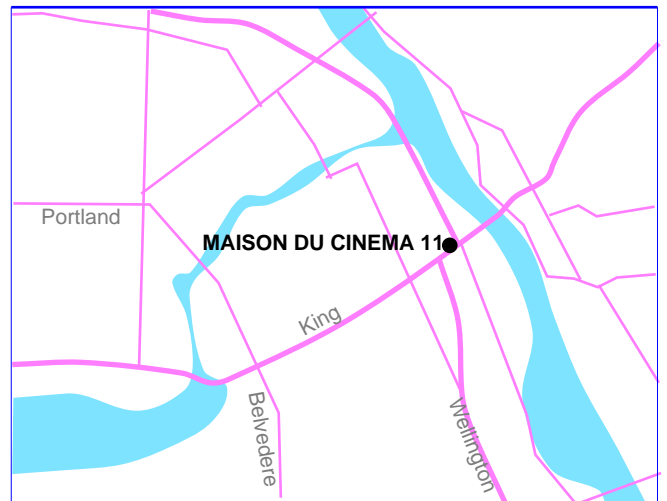 Portland
MAISON DU CINEMA 11
King
Belvedere
Wellington